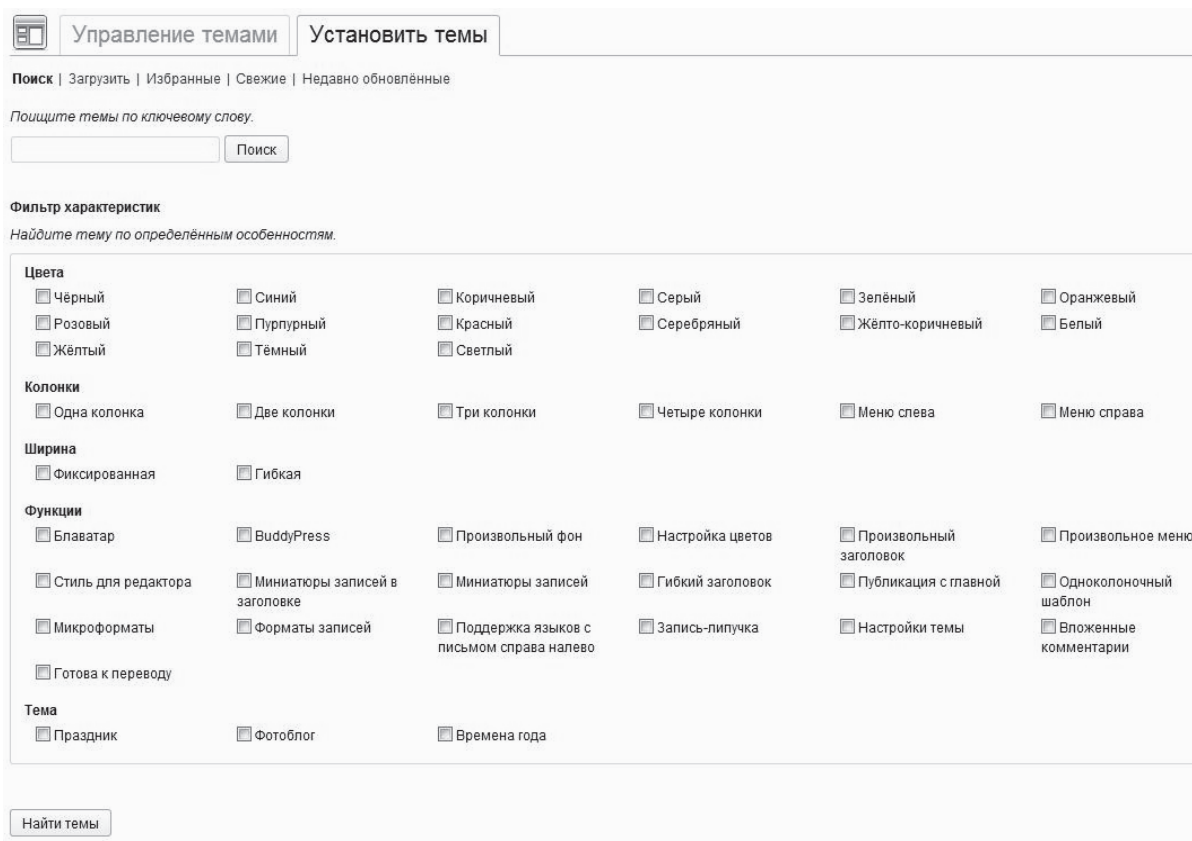 Управление темами Установить темы
Поиск | Загрузить | Избранные | Свежие | Недавно обновлённые
Поищите темы по ключевому слову.
Поиск
Фильтр характеристик
Найдите тему по определённым особенностям.
Цвета
Чёрный Синий Коричневый Серый Зелёный Оранжевый
Розовый Пурпурный Красный Серебряный Жёлто-коричневый Белый
Жёлтый Тёмный Светлый
Колонки
Одна колонка Две колонки Три колонки Четыре колонки Меню слева Меню справа
Ширина
Фиксированная Гибкая
Функции
Блаватар BuddyPress Произвольный фон Настройка цветов Произвольный Произвольное меню
заголовок
Стиль для редактора Миниатюры записей в Миниатюры записей Гибкий заголовок Публикация с главной Одноколоночный
заголовке шаблон
Микроформаты Форматы записей Поддержка языков с Запись-липучка Настройки темы Вложенные
письмом справа налево комментарии
Готова к переводу
Тема
Праздник Фотоблог Времена года
Найти темы